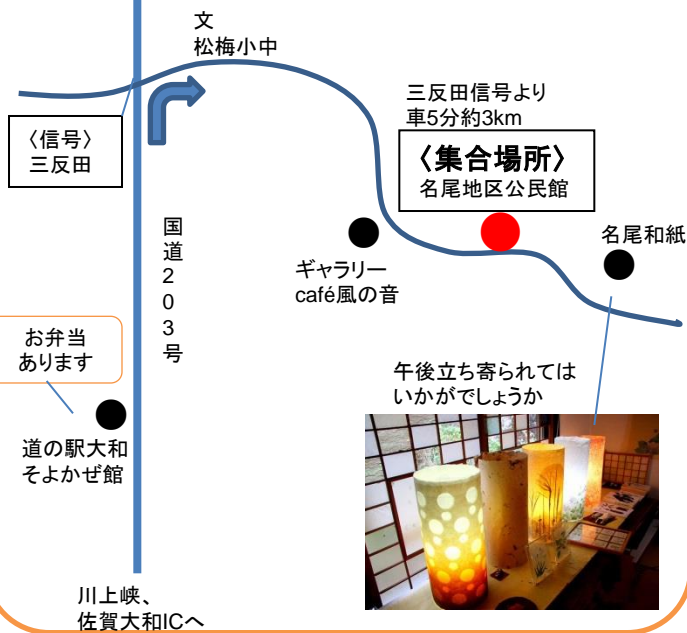 文
松梅小中
三反田信号より
車5分約3km
〈信号〉
三反田
〈集合場所〉
名尾地区公民館
国道203号
名尾和紙
ギャラリー
café風の音
お弁当
あります
午後立ち寄られては
いかがでしょうか
道の駅大和
そよかぜ館
川上峡、
佐賀大和ICへ